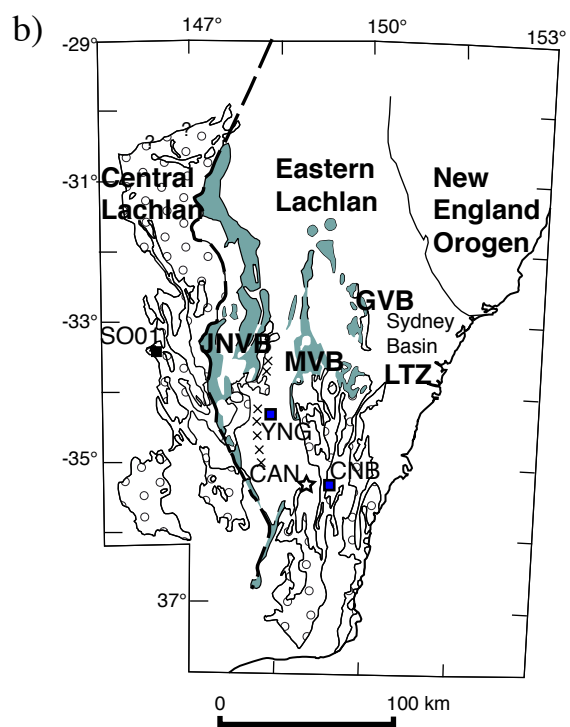 b)
147°
150°
153°
-29°
-31°
-33°
-35°
37°
Central
Lachlan
? ?
Eastern
Lachlan
New
England
Orogen
GVB
Sydney
Basin
SO01
JNVB
MVB
LTZ
YNG
CAN
CNB
0
100 km